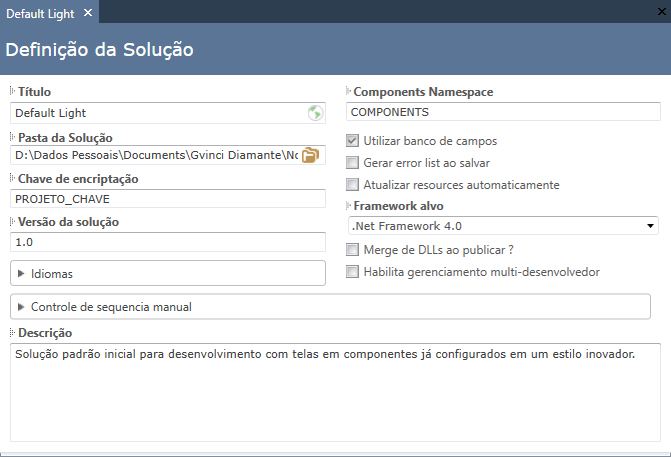 Default Light
Definição da Solução
Título
Default Light
Pasta da Solução
D:\Dados Pessoais\Documents\Gvinci Diamante\No
Chave de encriptação
PROJETO_CHAVE
Versão da solução
1.0
Idiomas
Components Namespace
COMPONENTS
Utilizar banco de campos
Gerar error list ao salvar
Atualizar resources automaticamente
Framework alvo
.Net Framework 4.0
Merge de DLLs ao publicar ?
Habilita gerenciamento multi-desenvolvedor
Controle de sequencia manual
Descrição
Solução padrão inicial para desenvolvimento com telas em componentes já configurados em um estilo inovador.